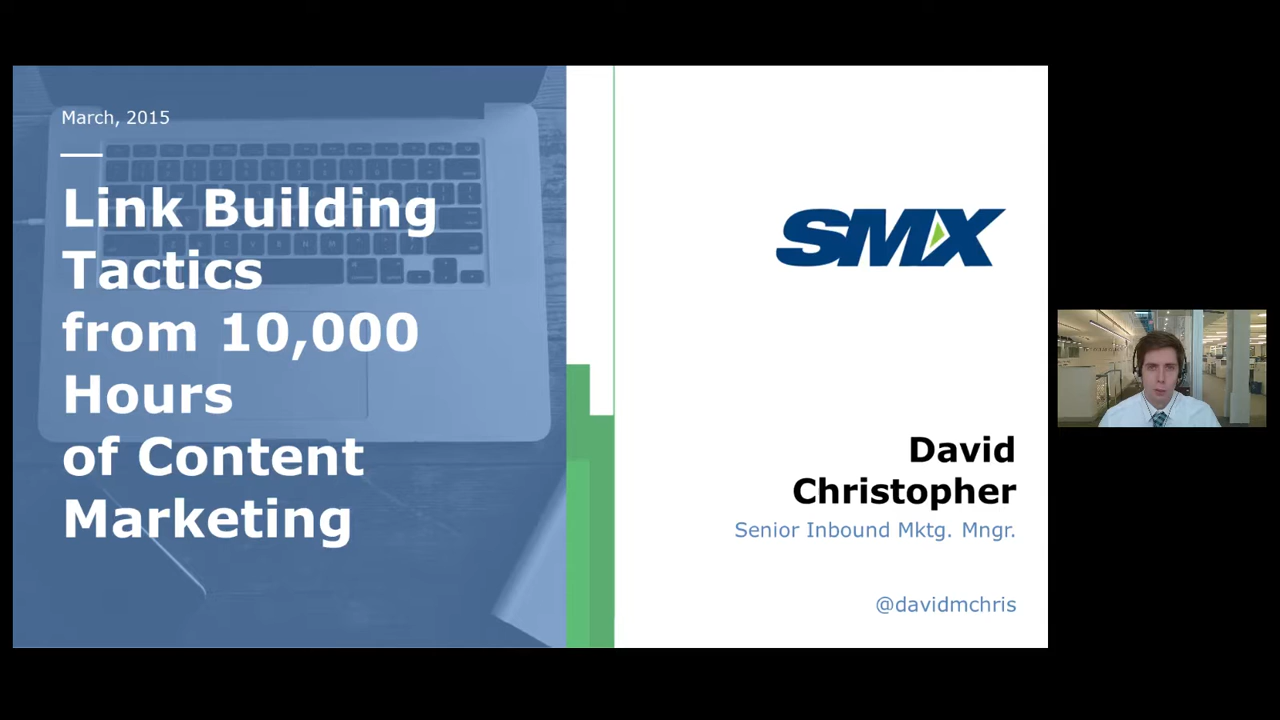 March, 2015
Link Building
Tactics
from 10,000
Hours
of Content
Marketing
SMX
David
Christopher
Senior Inbound Mktg. Mngr.
@davidmchris